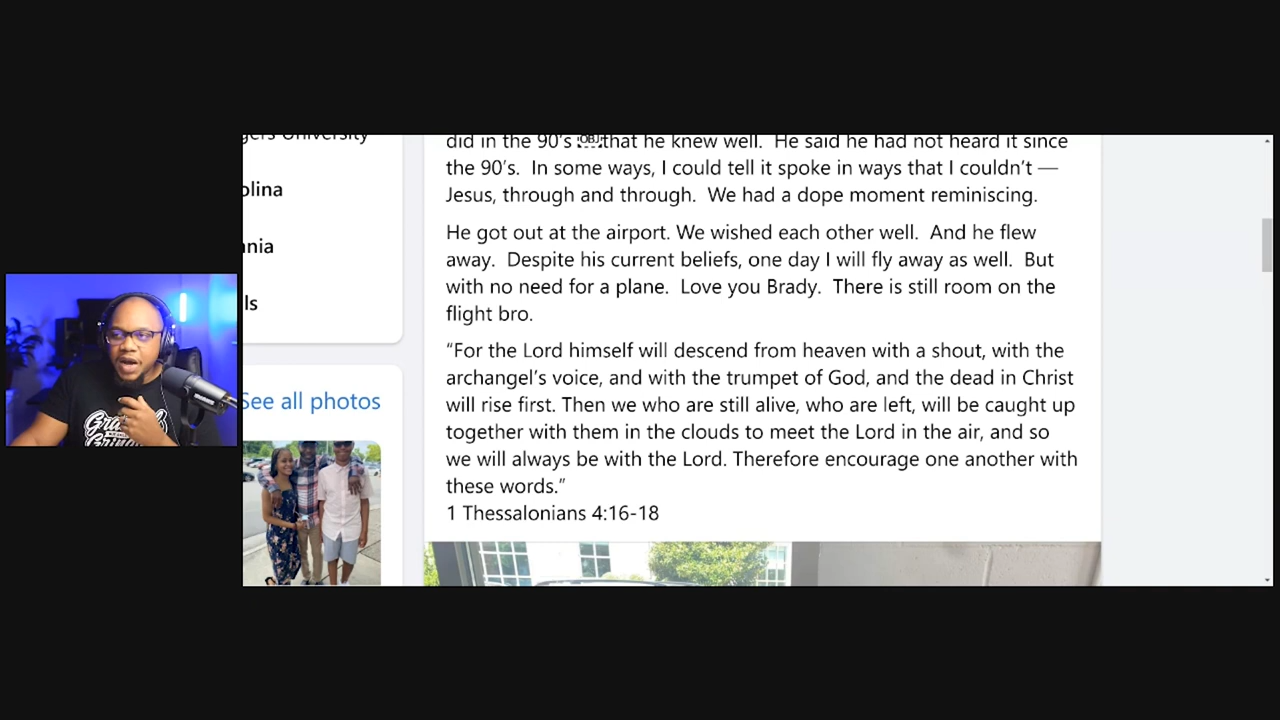 gers University
olina
nia
ls
See all photos
did in the 90's OBJ that he knew well. He said he had not heard it since
the 90's. In some ways, I could tell it spoke in ways that I couldn't —
Jesus, through and through. We had a dope moment reminiscing.
He got out at the airport. We wished each other well. And he flew
away. Despite his current beliefs, one day I will fly away as well. But
with no need for a plane. Love you Brady. There is still room on the
flight bro.
“For the Lord himself will descend from heaven with a shout, with the
archangel's voice, and with the trumpet of God, and the dead in Christ
will rise first. Then we who are still alive, who are left, will be caught up
together with them in the clouds to meet the Lord in the air, and so
we will always be with the Lord. Therefore encourage one another with
these words.”
1 Thessalonians 4:16-18